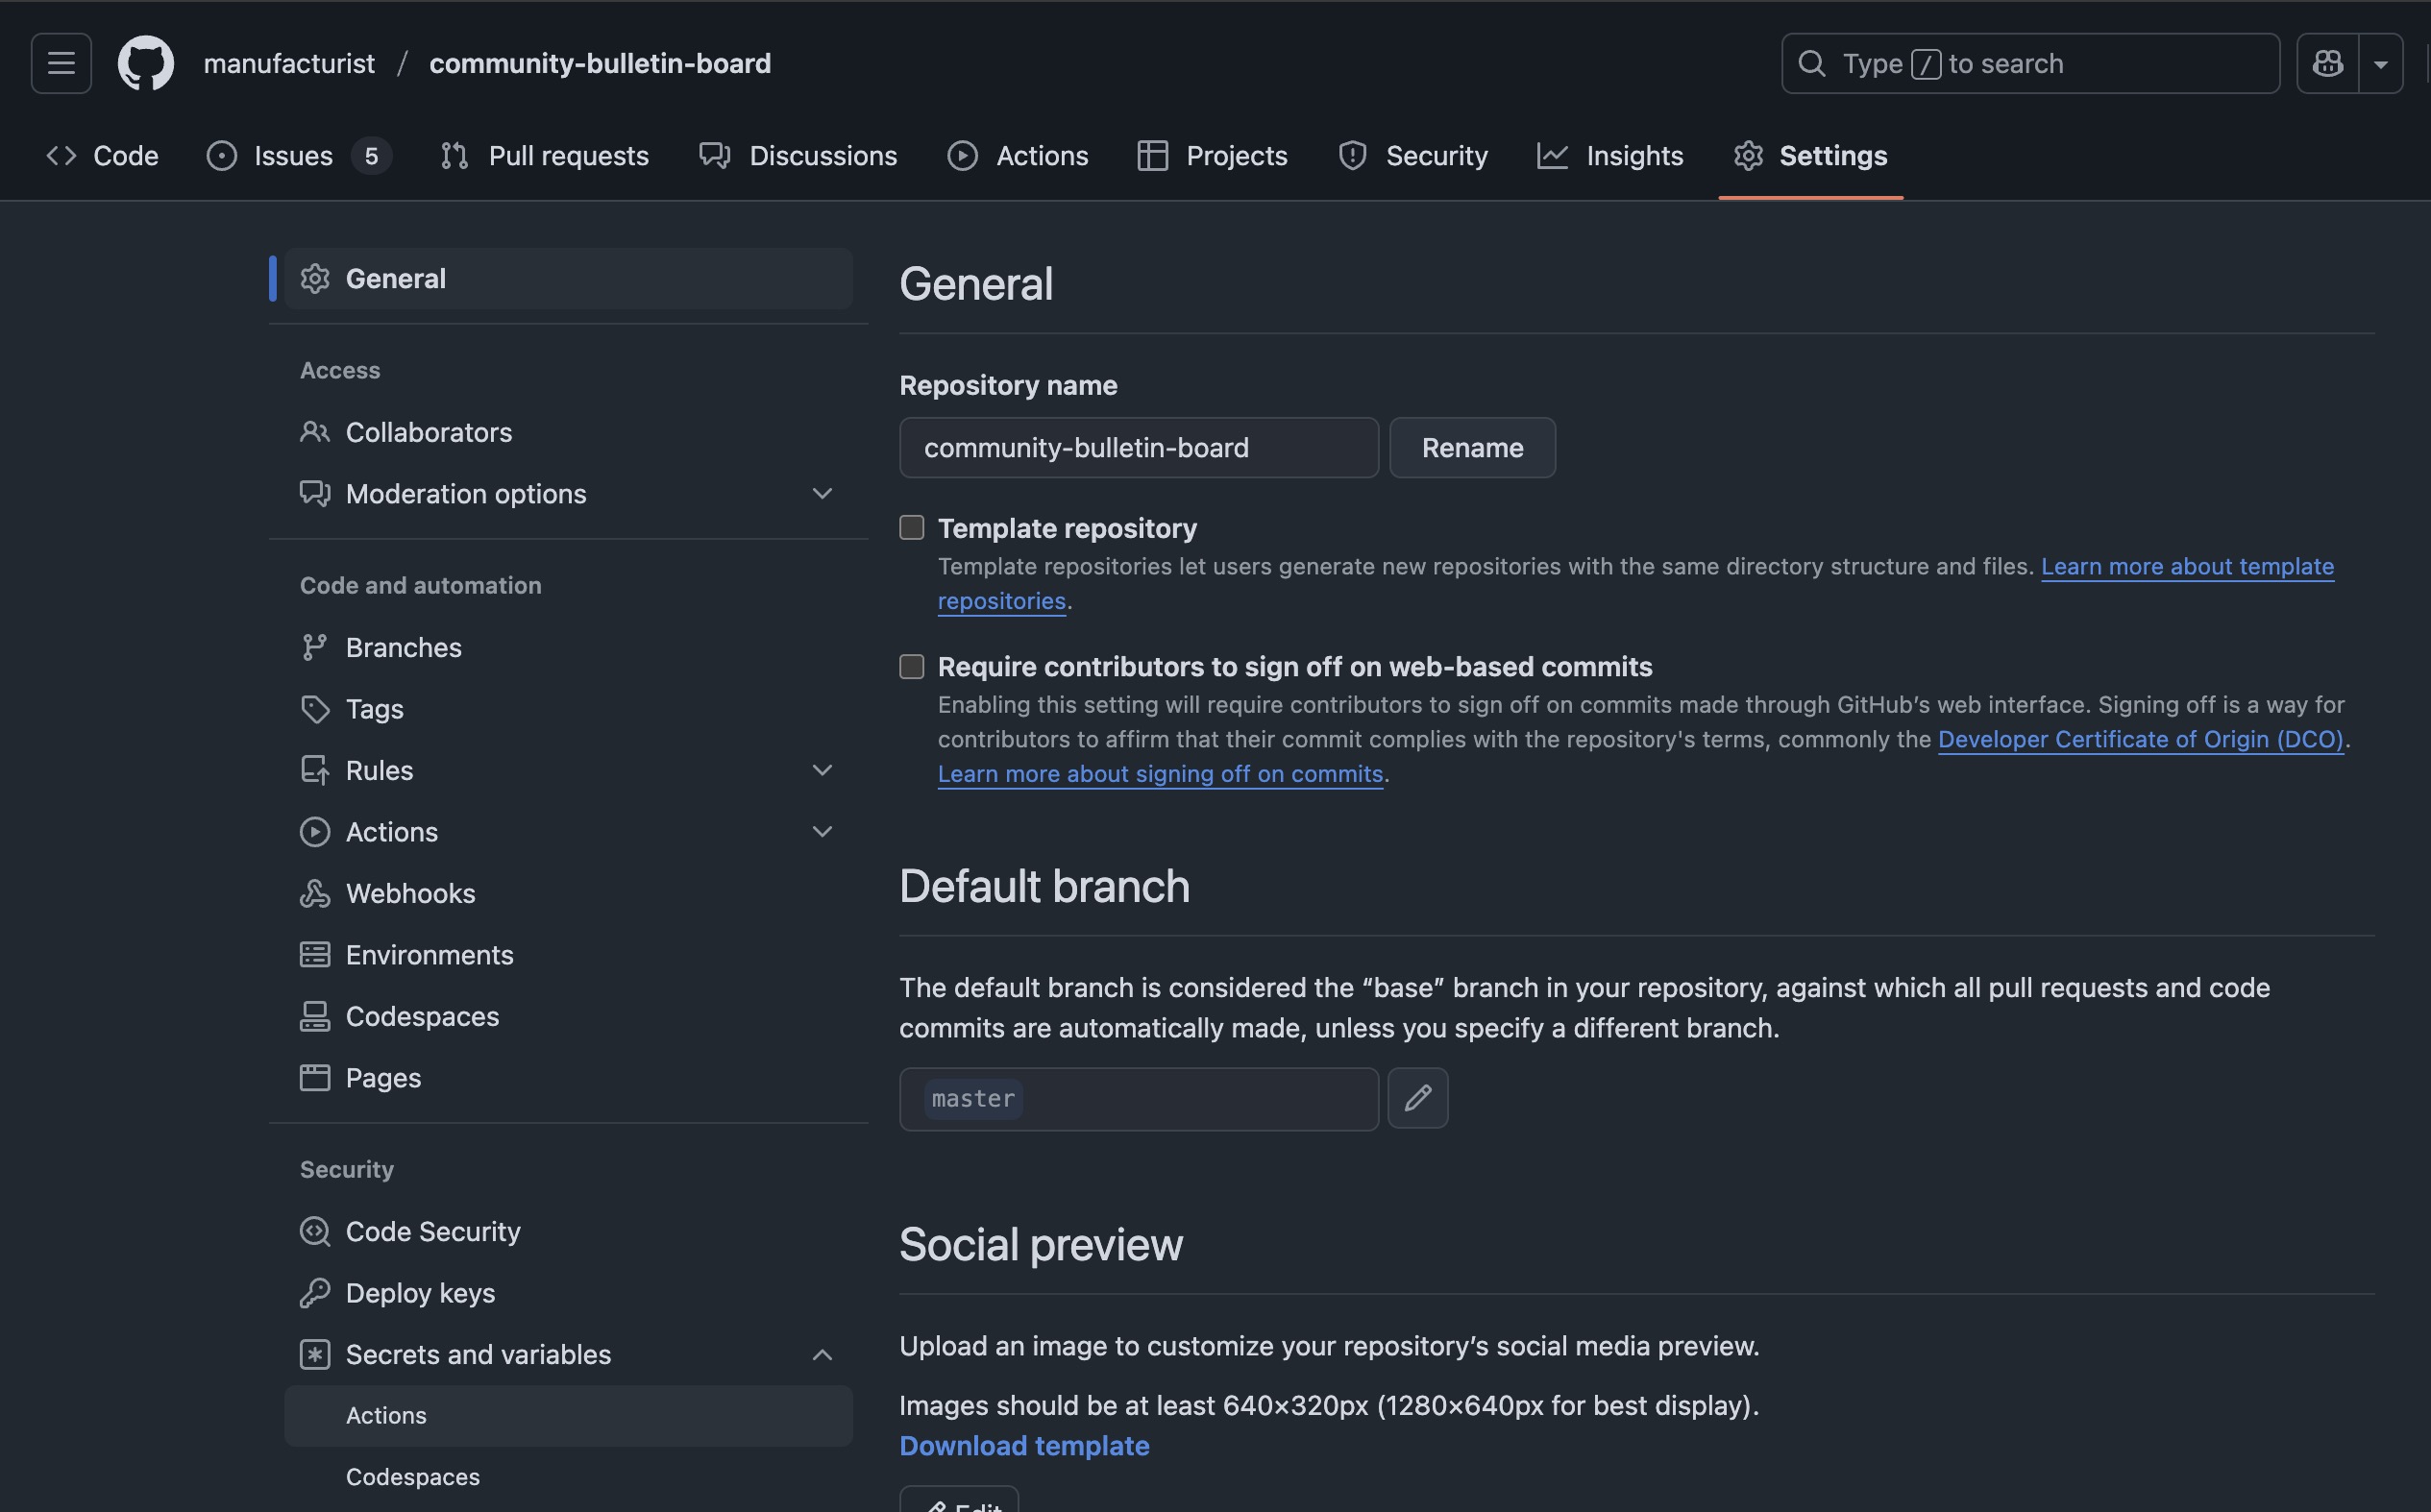 manufacturist / community-bulletin-board
Type / to search
Code Issues 5 Pull requests Discussions Actions Projects Security Insights Settings
General
Access
Collaborators
Moderation options
Code and automation
Branches
Tags
Rules
Actions
Webhooks
Environments
Codespaces
Pages
Security
Code Security
Deploy keys
Secrets and variables
Actions
Codespaces
General
Repository name
community-bulletin-board Rename
Template repository
Template repositories let users generate new repositories with the same directory structure and files. Learn more about template
repositories.
Require contributors to sign off on web-based commits
Enabling this setting will require contributors to sign off on commits made through GitHub’s web interface. Signing off is a way for
contributors to affirm that their commit complies with the repository's terms, commonly the Developer Certificate of Origin (DCO).
Learn more about signing off on commits.
Default branch
The default branch is considered the “base” branch in your repository, against which all pull requests and code
commits are automatically made, unless you specify a different branch.
master
Social preview
Upload an image to customize your repository’s social media preview.
Images should be at least 640×320px (1280×640px for best display).
Download template
Edit